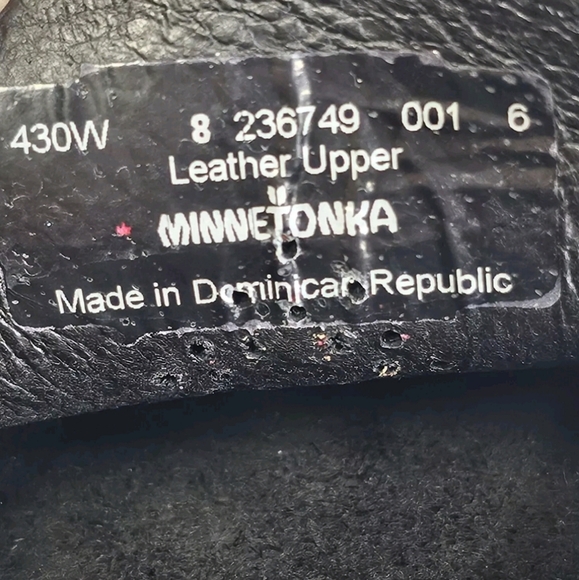 430W 8 236749 001 6
Leather Upper
MINNETONKA
Made in Dominican Republic